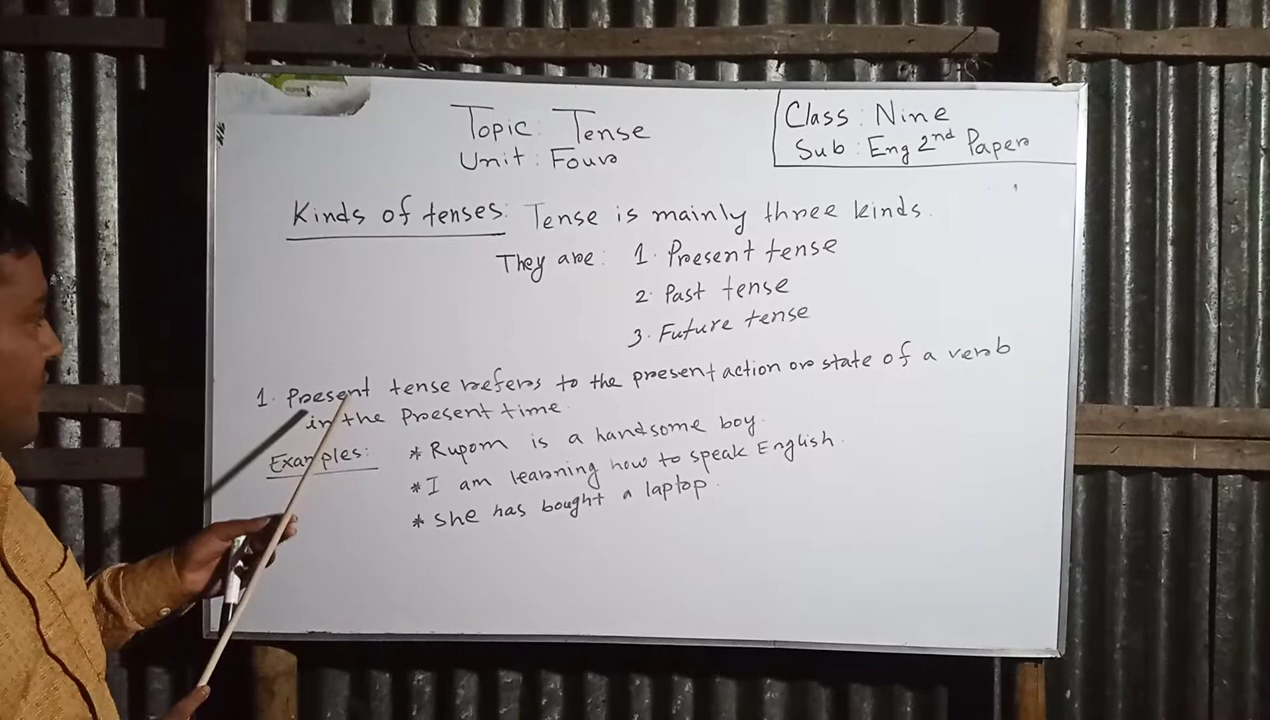 Topic: Tense
Unit: Four
Class: Nine
Sub: Eng 2nd Paper
Kinds of tenses: Tense is mainly three kinds.
They are: 1. Present tense
2. Past tense
3. Future tense
1. Present tense refers to the present action or state of a verb
in the present time.
Examples: * Rupom is a handsome boy.
* I am learning how to speak English.
* She has bought a laptop.